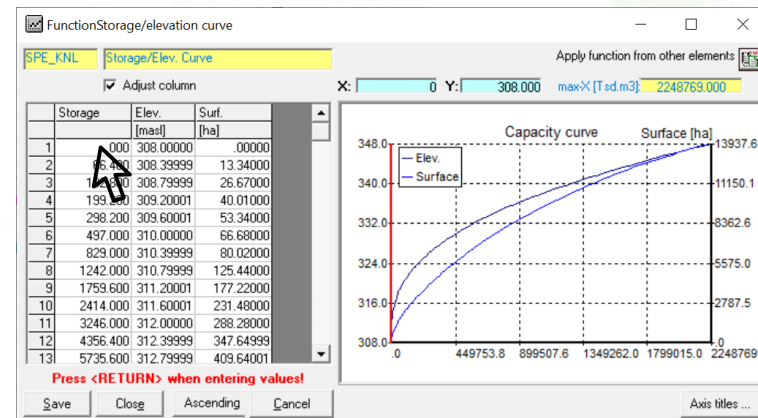 FunctionStorage/elevation curve
SPE_KNL Storage/Elev. Curve Apply function from other elements
Adjust column X: 0 Y: 308.000 max-X [Tsd.m3]: 2248769.000
Storage Elev. Surf.
[masl] [ha]
1 .000 308.00000 .00000
2 308.39999 13.34000
3 308.79999 26.67000
4 309.20001 40.01000
5 298.200 309.60001 53.34000
6 497.000 310.00000 66.68000
7 829.000 310.39999 80.02000
8 1242.000 310.79999 125.44000
9 1759.600 311.20001 177.22000
10 2414.000 311.60001 231.48000
11 3246.000 312.00000 288.28000
12 4356.400 312.39999 347.64999
13 5735.600 312.79999 409.64001
Press <RETURN> when entering values!
Save Close Ascending Cancel
Capacity curve Surface [ha]
Elev.
Surface
348.0 13937.6
340.0 11150.1
332.0 8362.6
324.0 5575.0
316.0 2787.5
308.0 .0
.0 449753.8 899507.6 1349262.0 1799015.0 2248769
Axis titles ...